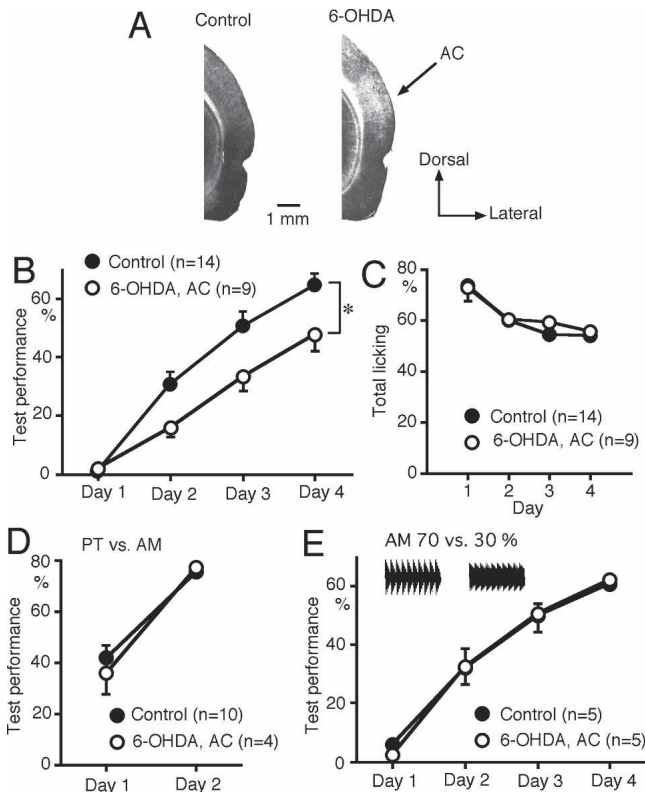 A
Control
6-OHDA
AC
1 mm
Dorsal
Lateral
B
Control (n=14)
6-OHDA, AC (n=9)
60
%
40
20
0
Test performance
*
Day 1 Day 2 Day 3 Day 4
C
80
%
60
40
20
0
Total licking
Control (n=14)
6-OHDA, AC (n=9)
1 2 3 4
Day
D
PT vs. AM
80
%
60
40
20
0
Test performance
Control (n=10)
6-OHDA, AC (n=4)
Day 1 Day 2
E
AM 70 vs. 30 %
60
%
40
20
0
Test performance
Control (n=5)
6-OHDA, AC (n=5)
Day 1 Day 2 Day 3 Day 4